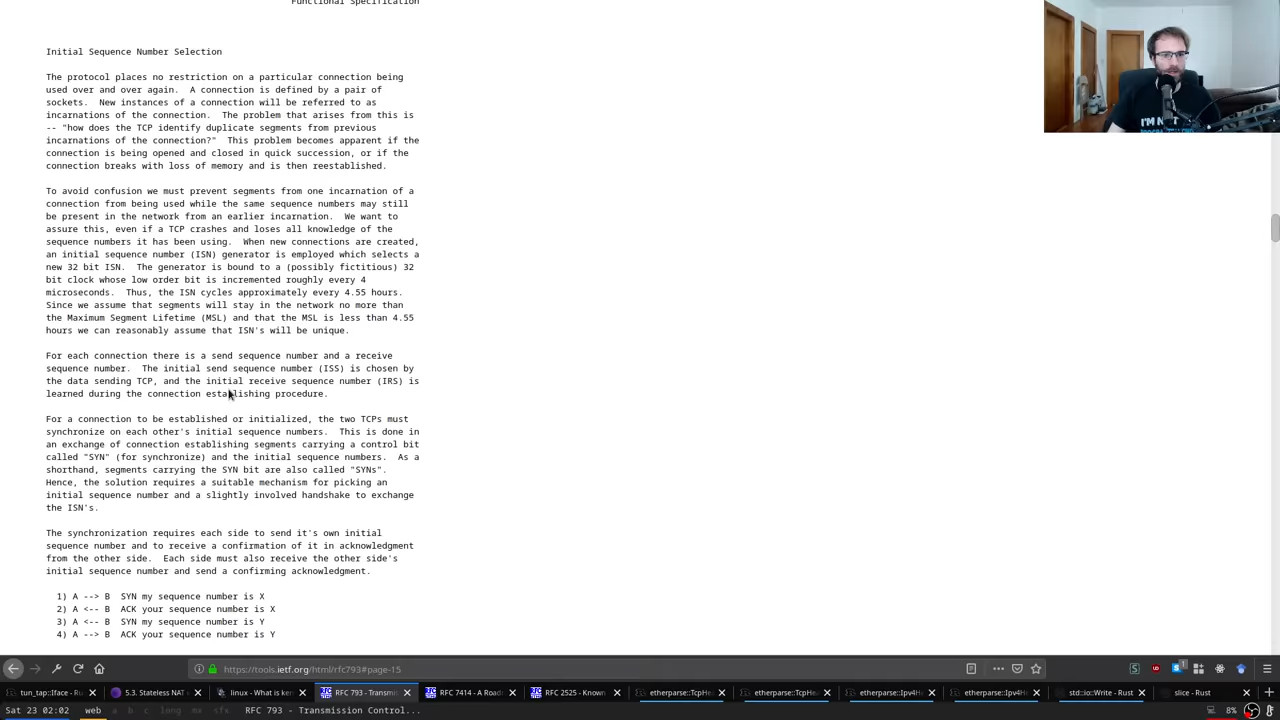 Functional Specification
Initial Sequence Number Selection
The protocol places no restriction on a particular connection being
used over and over again.  A connection is defined by a pair of
sockets.  New instances of a connection will be referred to as
incarnations of the connection.  The problem that arises from this is
-- "how does the TCP identify duplicate segments from previous
incarnations of the connection?"  This problem becomes apparent if the
connection is being opened and closed in quick succession, or if the
connection breaks with loss of memory and is then reestablished.
To avoid confusion we must prevent segments from one incarnation of a
connection from being used while the same sequence numbers may still
be present in the network from an earlier incarnation.  We want to
assure this, even if a TCP crashes and loses all knowledge of the
sequence numbers it has been using.  When new connections are created,
an initial sequence number (ISN) generator is employed which selects a
new 32 bit ISN.  The generator is bound to a (possibly fictitious) 32
bit clock whose low order bit is incremented roughly every 4
microseconds.  Thus, the ISN cycles approximately every 4.55 hours.
Since we assume that segments will stay in the network no more than
the Maximum Segment Lifetime (MSL) and that the MSL is less than 4.55
hours we can reasonably assume that ISN's will be unique.
For each connection there is a send sequence number and a receive
sequence number.  The initial send sequence number (ISS) is chosen by
the data sending TCP, and the initial receive sequence number (IRS) is
learned during the connection establishing procedure.
For a connection to be established or initialized, the two TCPs must
synchronize on each other's initial sequence numbers.  This is done in
an exchange of connection establishing segments carrying a control bit
called "SYN" (for synchronize) and the initial sequence numbers.  As a
shorthand, segments carrying the SYN bit are also called "SYNs".
Hence, the solution requires a suitable mechanism for picking an
initial sequence number and a slightly involved handshake to exchange
the ISN's.
The synchronization requires each side to send it's own initial
sequence number and to receive a confirmation of it in acknowledgment
from the other side.  Each side must also receive the other side's
initial sequence number and send a confirming acknowledgment.
1) A --> B  SYN my sequence number is X
2) A <-- B  ACK your sequence number is X
3) A <-- B  SYN my sequence number is Y
4) A --> B  ACK your sequence number is Y
I'M NOT
https://tools.ietf.org/html/rfc793#page-15
tun_tap::Iface - Ru 5.3. Stateless NAT linux - What is ker RFC 793 - Transmis RFC 7414 - A Road RFC 2525 - Known etherparse::TcpHe etherparse::TcpHe etherparse::Ipv4H etherparse::Ipv4H std::io::Write - Rust slice - Rust
Sat 23 02:02 web a b c long mx sfx RFC 793 - Transmission Control... 8%